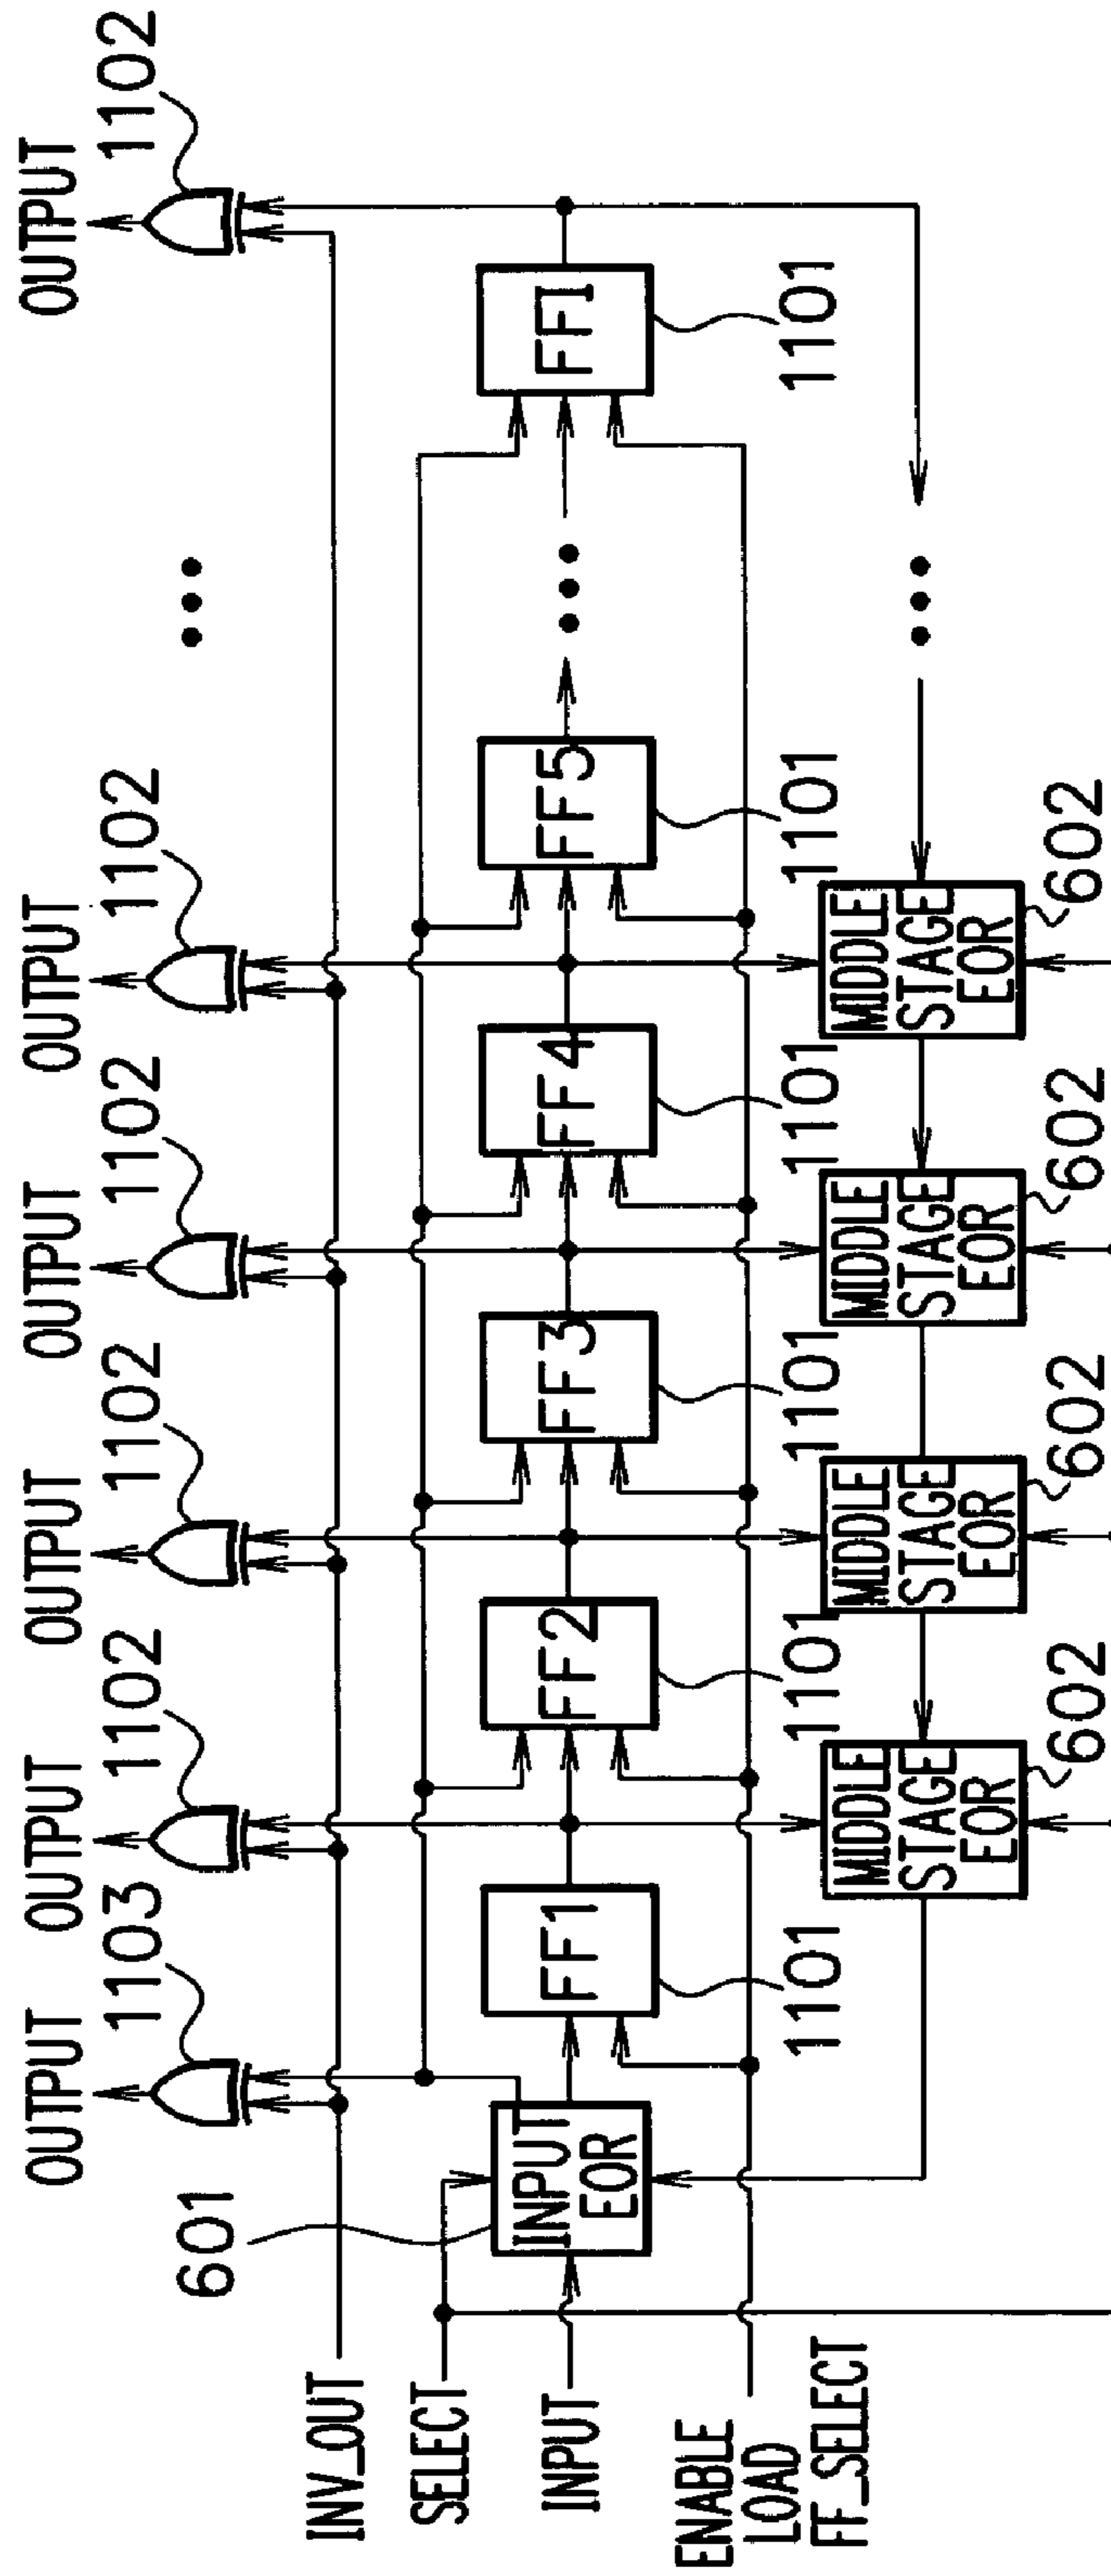 OUTPUT 1103
OUTPUT 1102
OUTPUT 1102
OUTPUT 1102
OUTPUT 1102
OUTPUT 1102
601
INV_OUT
SELECT
INPUT
ENABLE
LOAD
FF_SELECT
INPUT
EOR
FF1
FF2
FF3
FF4
FF5
FFI
1101
1101
1101
1101
1101
1101
MIDDLE
STAGE
EOR
602
MIDDLE
STAGE
EOR
602
MIDDLE
STAGE
EOR
602
MIDDLE
STAGE
EOR
602